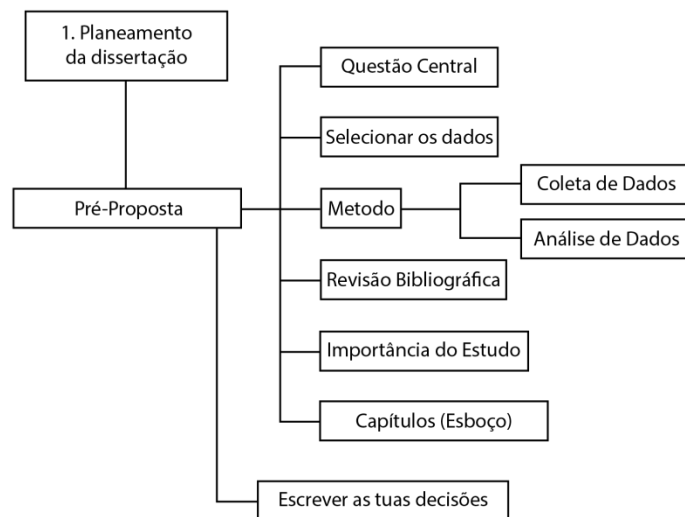 1. Planeamento
da dissertação
Questão Central
Selecionar os dados
Pré-Proposta
Metodo
Coleta de Dados
Análise de Dados
Revisão Bibliográfica
Importância do Estudo
Capítulos (Esboço)
Escrever as tuas decisões